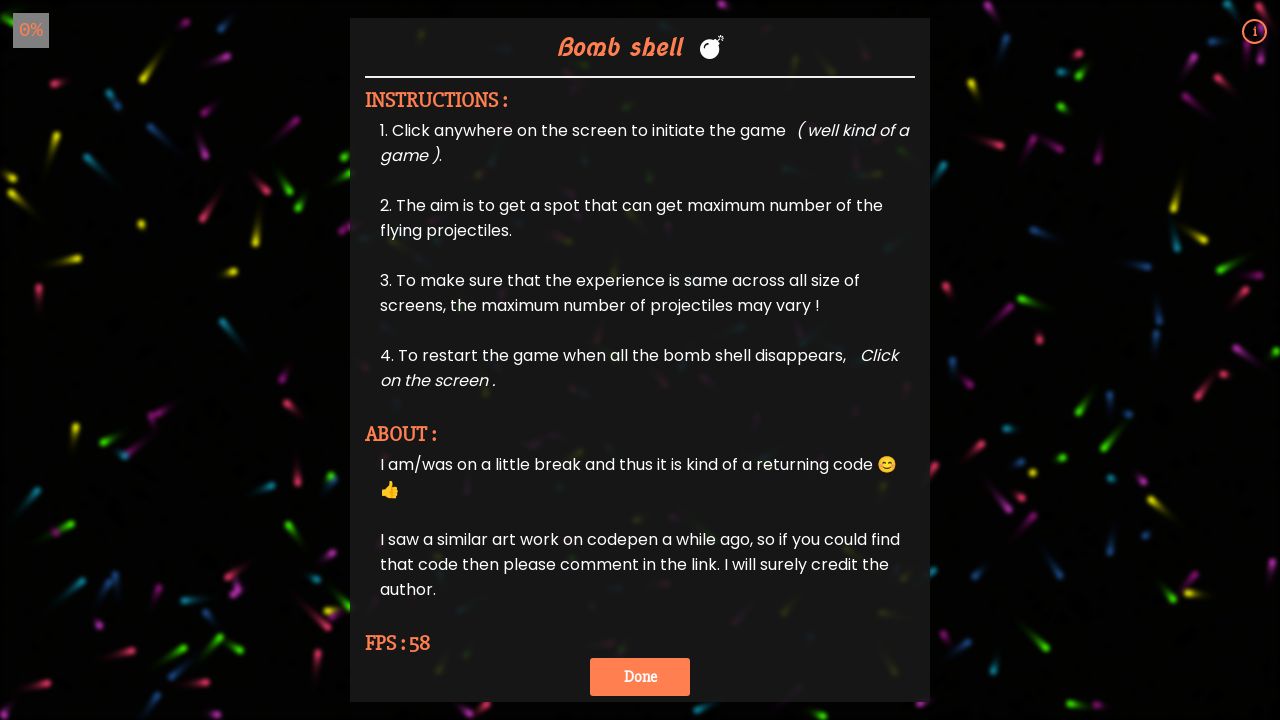 0%
i
Bomb shell 💣
INSTRUCTIONS :
1. Click anywhere on the screen to initiate the game ( well kind of a
game ).
2. The aim is to get a spot that can get maximum number of the
flying projectiles.
3. To make sure that the experience is same across all size of
screens, the maximum number of projectiles may vary !
4. To restart the game when all the bomb shell disappears, Click
on the screen .
ABOUT :
I am/was on a little break and thus it is kind of a returning code 😊
👍
I saw a similar art work on codepen a while ago, so if you could find
that code then please comment in the link. I will surely credit the
author.
FPS : 58
Done